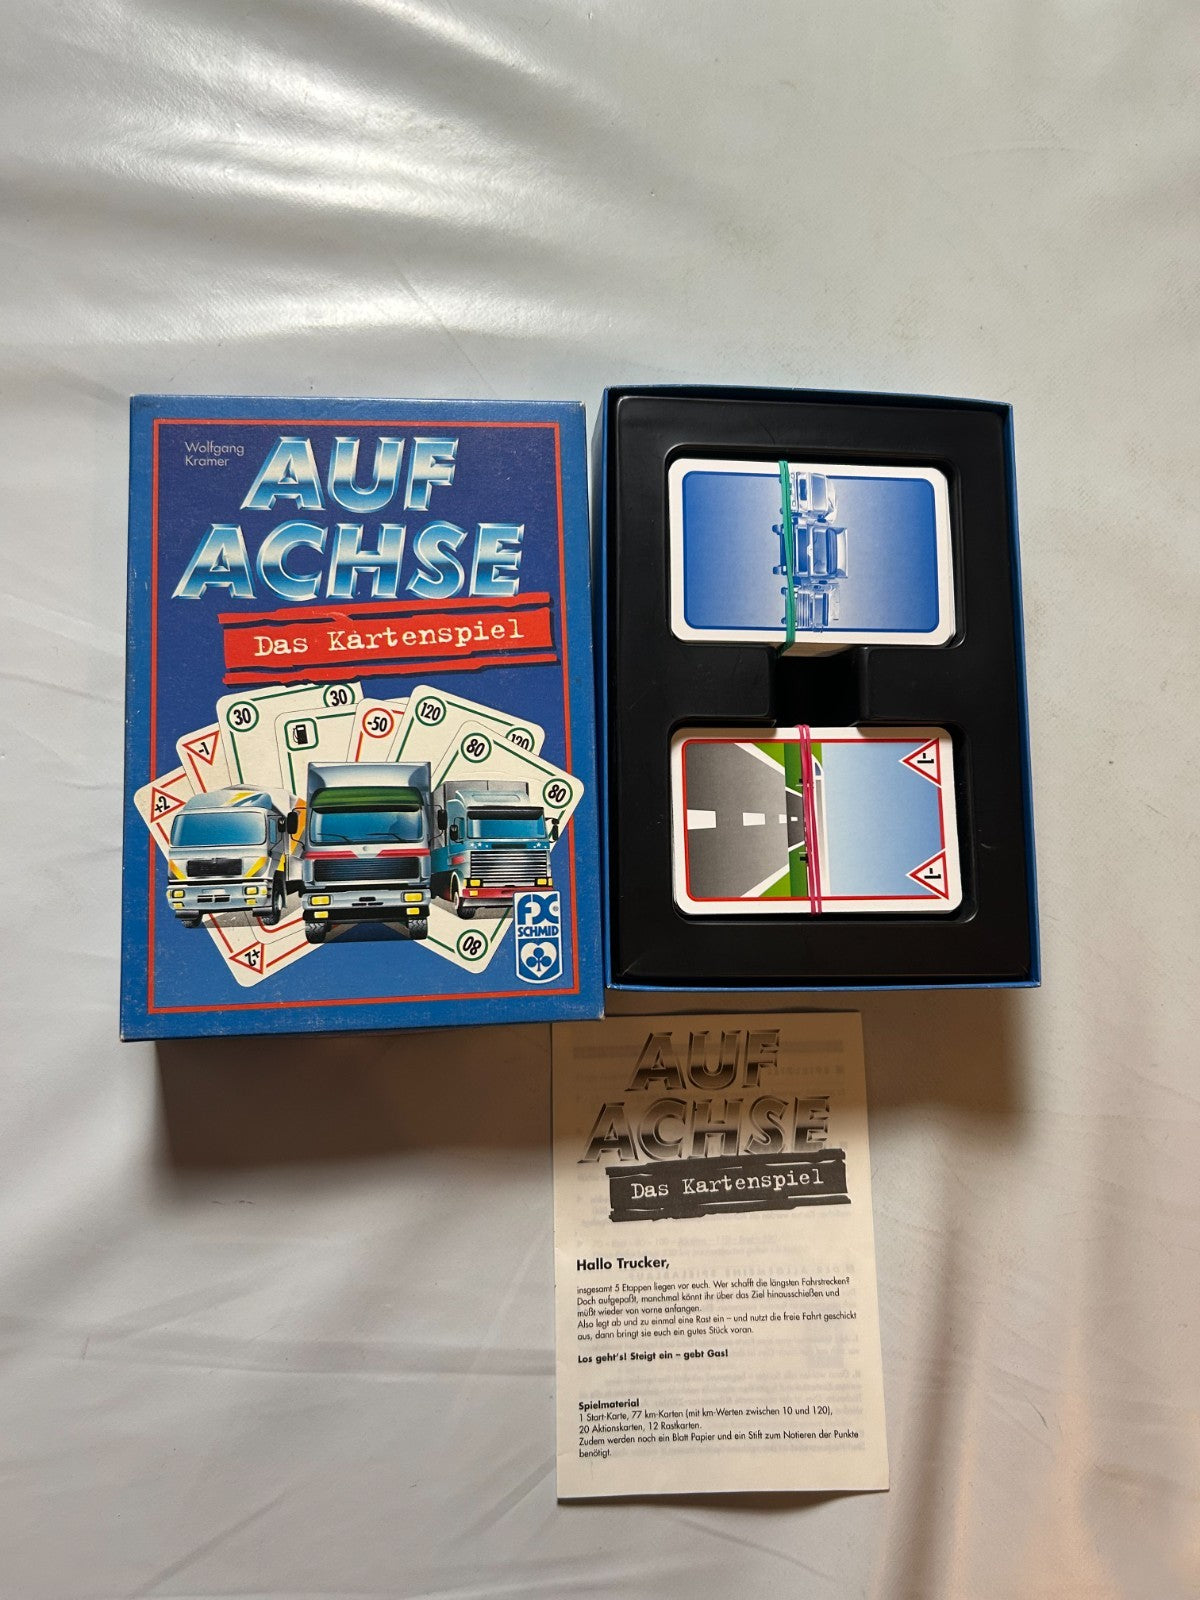 Wolfgang
Kramer
AUF
ACHSE
Das Kartenspiel
30
30
-50
120
120
-1
+2
80
80
80
+2
FX
SCHMID
-1
-1
AUF
ACHSE
Das Kartenspiel
Hallo Trucker,
insgesamt 5 Etappen liegen vor euch. Wer schafft die längsten Fahrstrecken?
Doch aufgepaßt, manchmal könnt ihr über das Ziel hinausschießen und
müßt wieder von vorne anfangen.
Also legt ab und zu einmal eine Rast ein – und nutzt die freie Fahrt geschickt
aus, dann bringt sie euch ein gutes Stück voran.
Los geht's! Steigt ein – gebt Gas!
Spielmaterial
1 Start-Karte, 77 km-Karten (mit km-Werten zwischen 10 und 120),
20 Aktionskarten, 12 Rastkarten.
Zudem werden noch ein Blatt Papier und ein Stift zum Notieren der Punkte
benötigt.